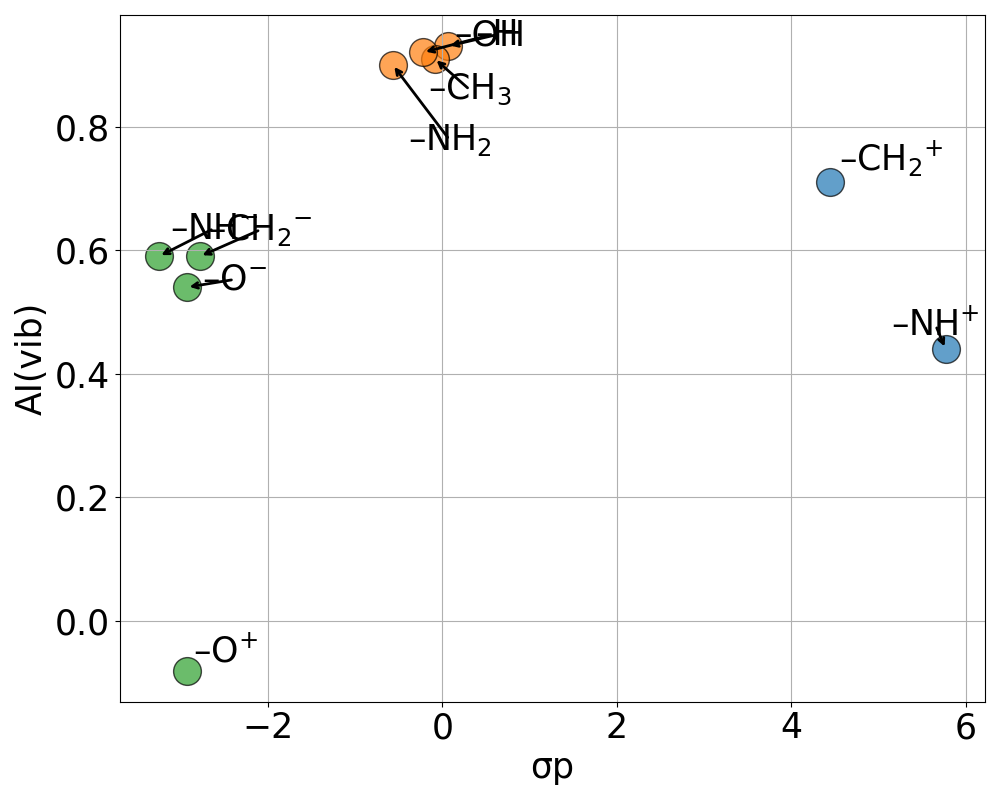 –OH
–H
–CH₃
–NH₂
–CH₂⁺
–NH⁻
–CH₂⁻
–O⁻
–NH⁺
–O⁺
0.8
0.6
0.4
0.2
0.0
AI(vib)
−2
0
2
4
6
σp